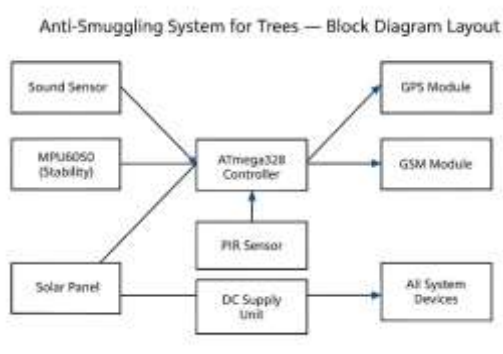 Anti-Smuggling System for Trees — Block Diagram Layout
Sound Sensor
GPS Module
MPU6050
(Stability)
ATmega328
Controller
GSM Module
PIR Sensor
Solar Panel
DC Supply
Unit
All System
Devices